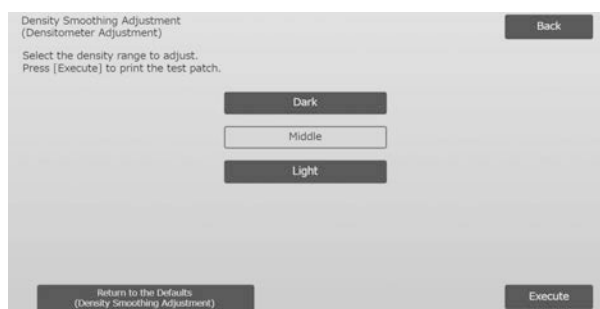 Density Smoothing Adjustment
(Densitometer Adjustment)
Back
Select the density range to adjust.
Press [Execute] to print the test patch.
Dark
Middle
Light
Return to the Defaults
(Density Smoothing Adjustment)
Execute